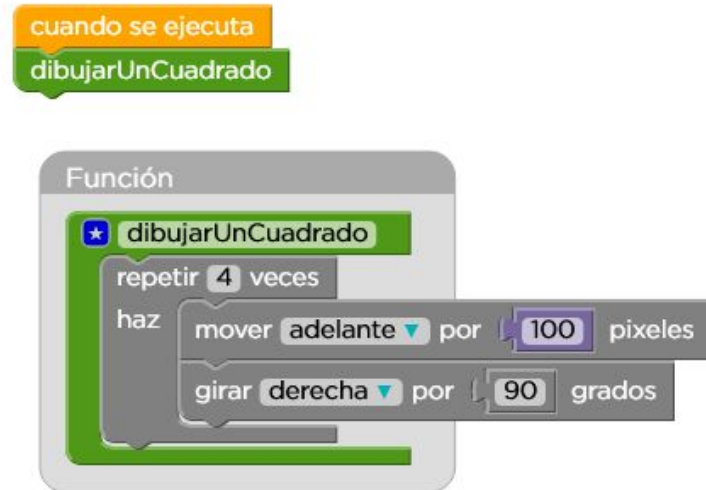 cuando se ejecuta
dibujarUnCuadrado
Función
dibujarUnCuadrado
repetir 4 veces
haz
mover adelante por 100 pixeles
girar derecha por 90 grados